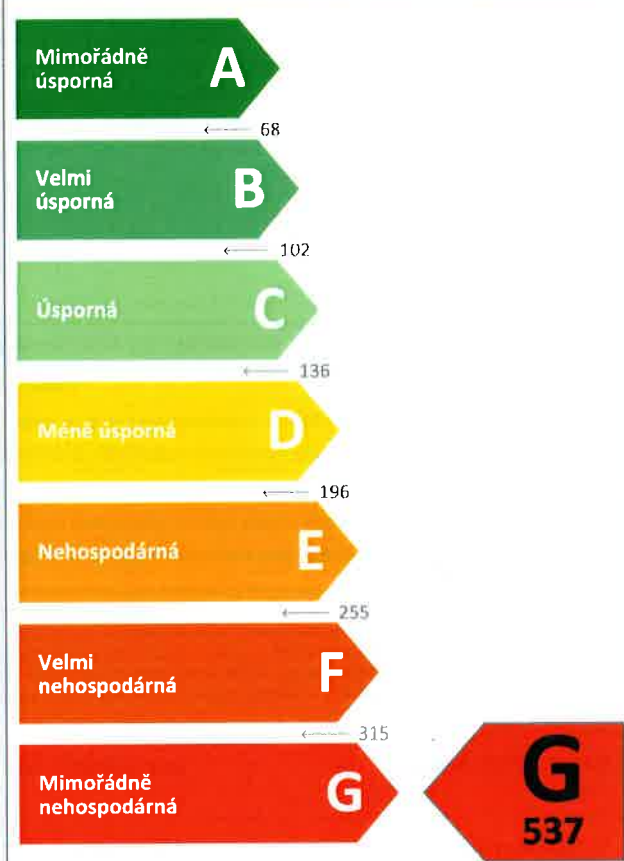 Mimořádně
úsporná
A
← 68
Velmi
úsporná
B
← 102
Úsporná
C
← 136
Méně úsporná
D
← 196
Nehospodárná
E
← 255
Velmi
nehospodárná
F
← 315
Mimořádně
nehospodárná
G
G
537